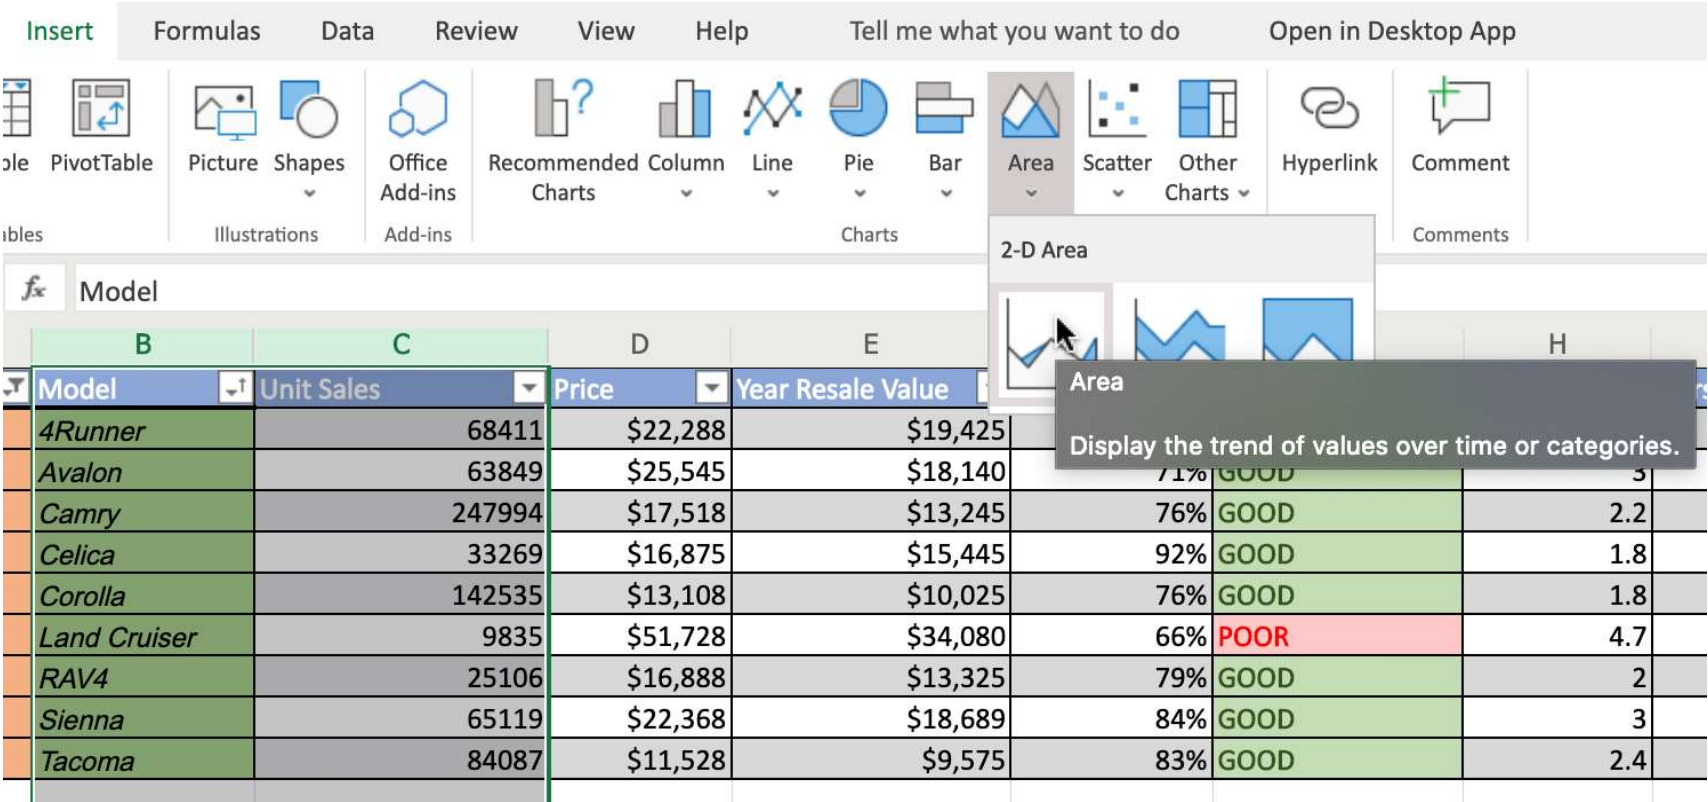 Insert Formulas Data Review View Help Tell me what you want to do Open in Desktop App
PivotTable Picture Shapes Office Add-ins Recommended Charts Column Line Pie Bar Area Scatter Other Charts Hyperlink Comment
Illustrations Add-ins Charts Comments
2-D Area
fx Model
B C D E H
Model Unit Sales Price Year Resale Value
Area
Display the trend of values over time or categories.
4Runner 68411 $22,288 $19,425
Avalon 63849 $25,545 $18,140 71% GOOD 3
Camry 247994 $17,518 $13,245 76% GOOD 2.2
Celica 33269 $16,875 $15,445 92% GOOD 1.8
Corolla 142535 $13,108 $10,025 76% GOOD 1.8
Land Cruiser 9835 $51,728 $34,080 66% POOR 4.7
RAV4 25106 $16,888 $13,325 79% GOOD 2
Sienna 65119 $22,368 $18,689 84% GOOD 3
Tacoma 84087 $11,528 $9,575 83% GOOD 2.4